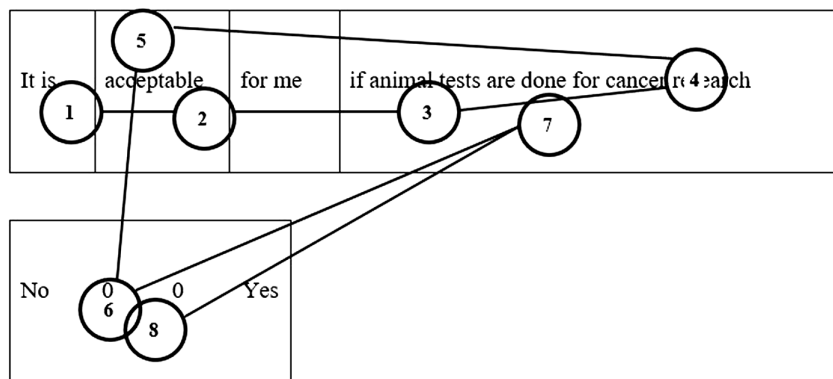 5
It is acceptable for me if animal tests are done for cancer research
4
1 2 3 7
No 0 0 Yes
6 8